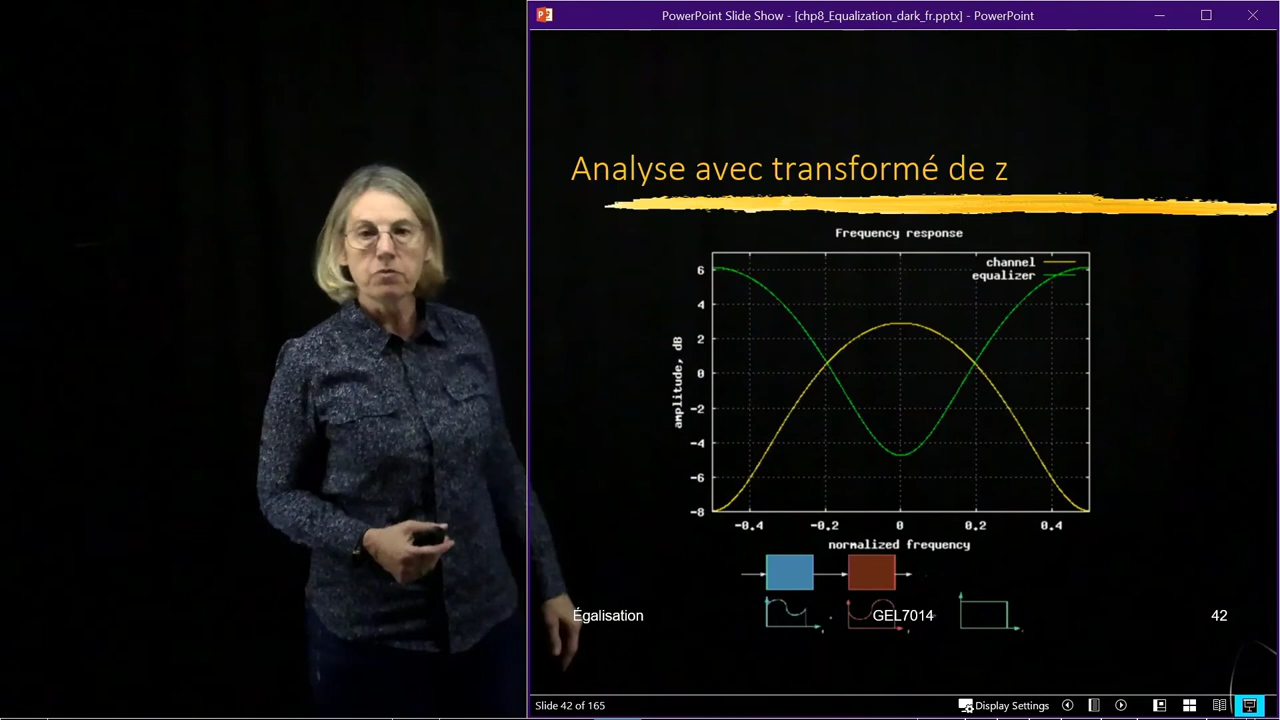 PowerPoint Slide Show - [chp8_Equalization_dark_fr.pptx] - PowerPoint
Analyse avec transformé de z
Frequency response
channel
equalizer
6
4
2
0
-2
-4
-6
-8
amplitude, dB
-0.4 -0.2 0 0.2 0.4
normalized frequency
Égalisation GEL7014 42
Slide 42 of 165 Display Settings